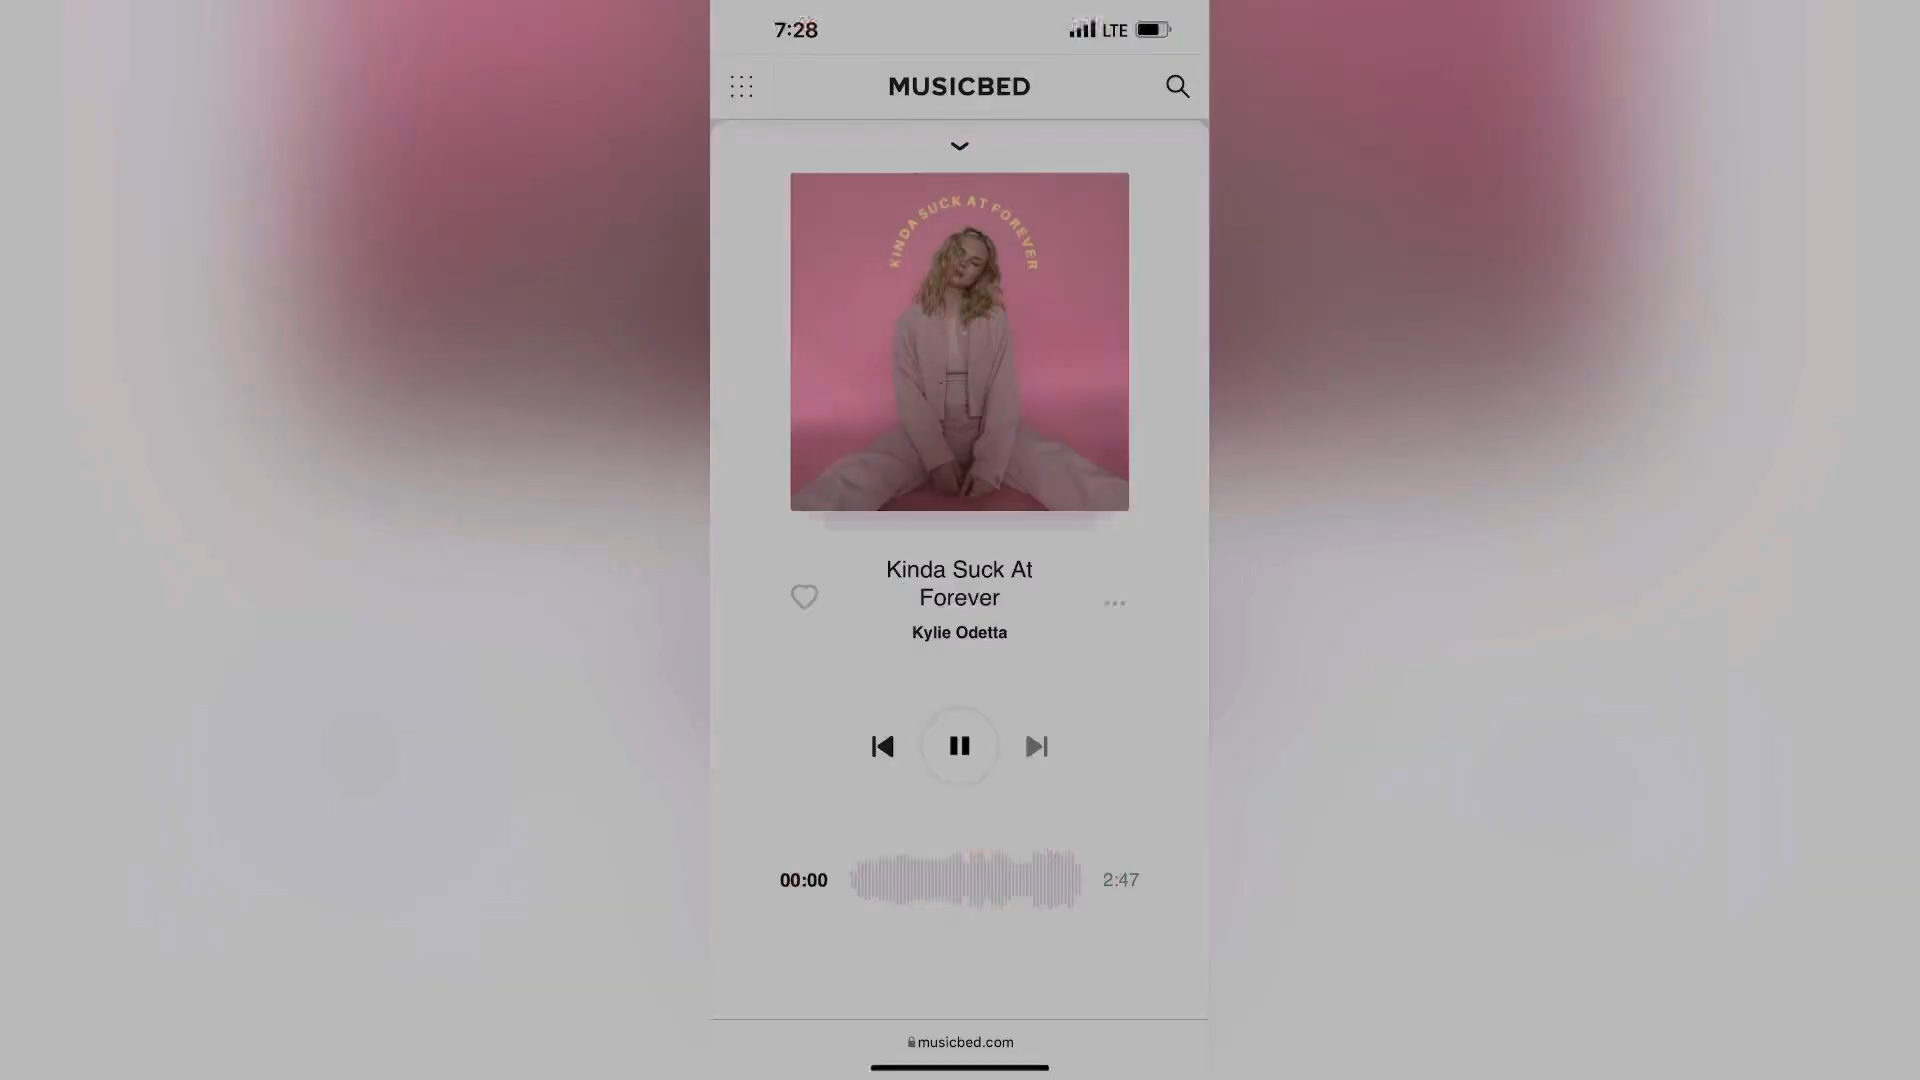 7:28
LTE
MUSICBED
KINDA SUCK AT FOREVER
Kinda Suck At
Forever
Kylie Odetta
00:00
2:47
musicbed.com